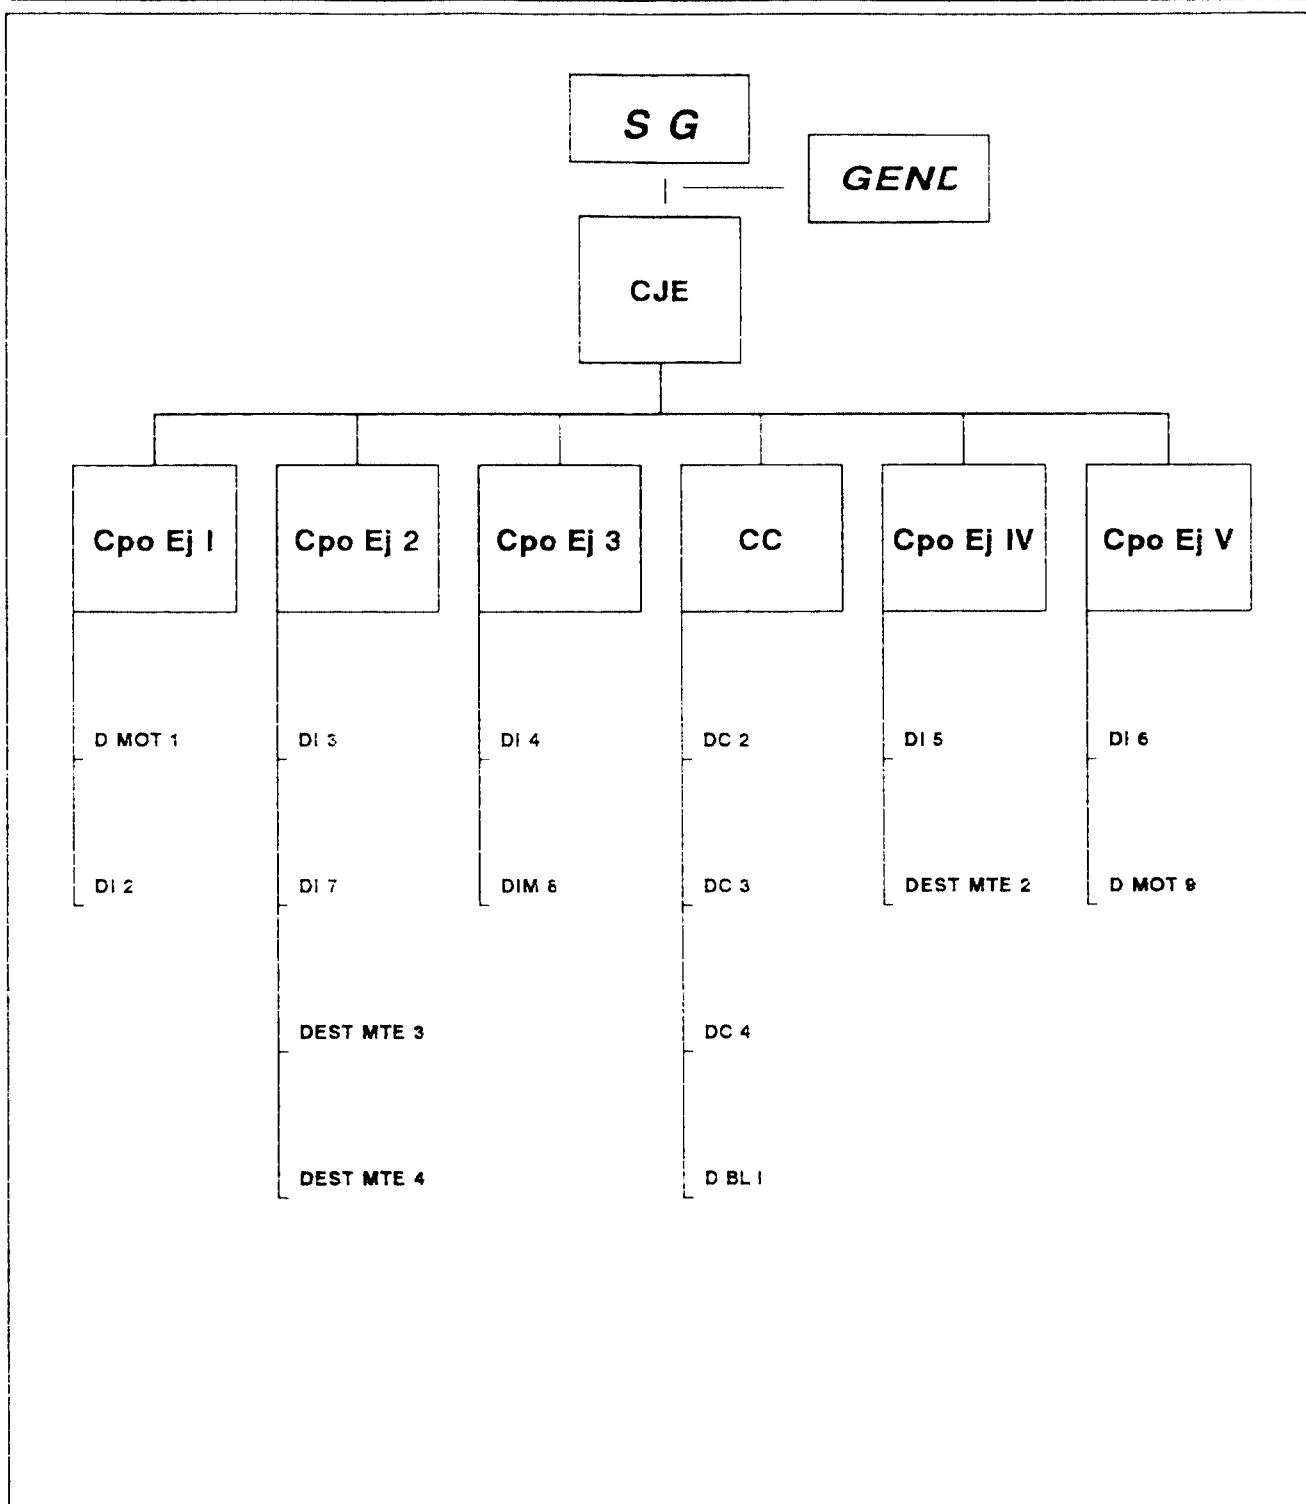 S G
GEND
CJE
Cpo Ej I
Cpo Ej 2
Cpo Ej 3
CC
Cpo Ej IV
Cpo Ej V
D MOT 1
DI 3
DI 4
DC 2
DI 5
DI 6
DI 2
DI 7
DIM 8
DC 3
DEST MTE 2
D MOT 9
DEST MTE 3
DC 4
DEST MTE 4
D BL I